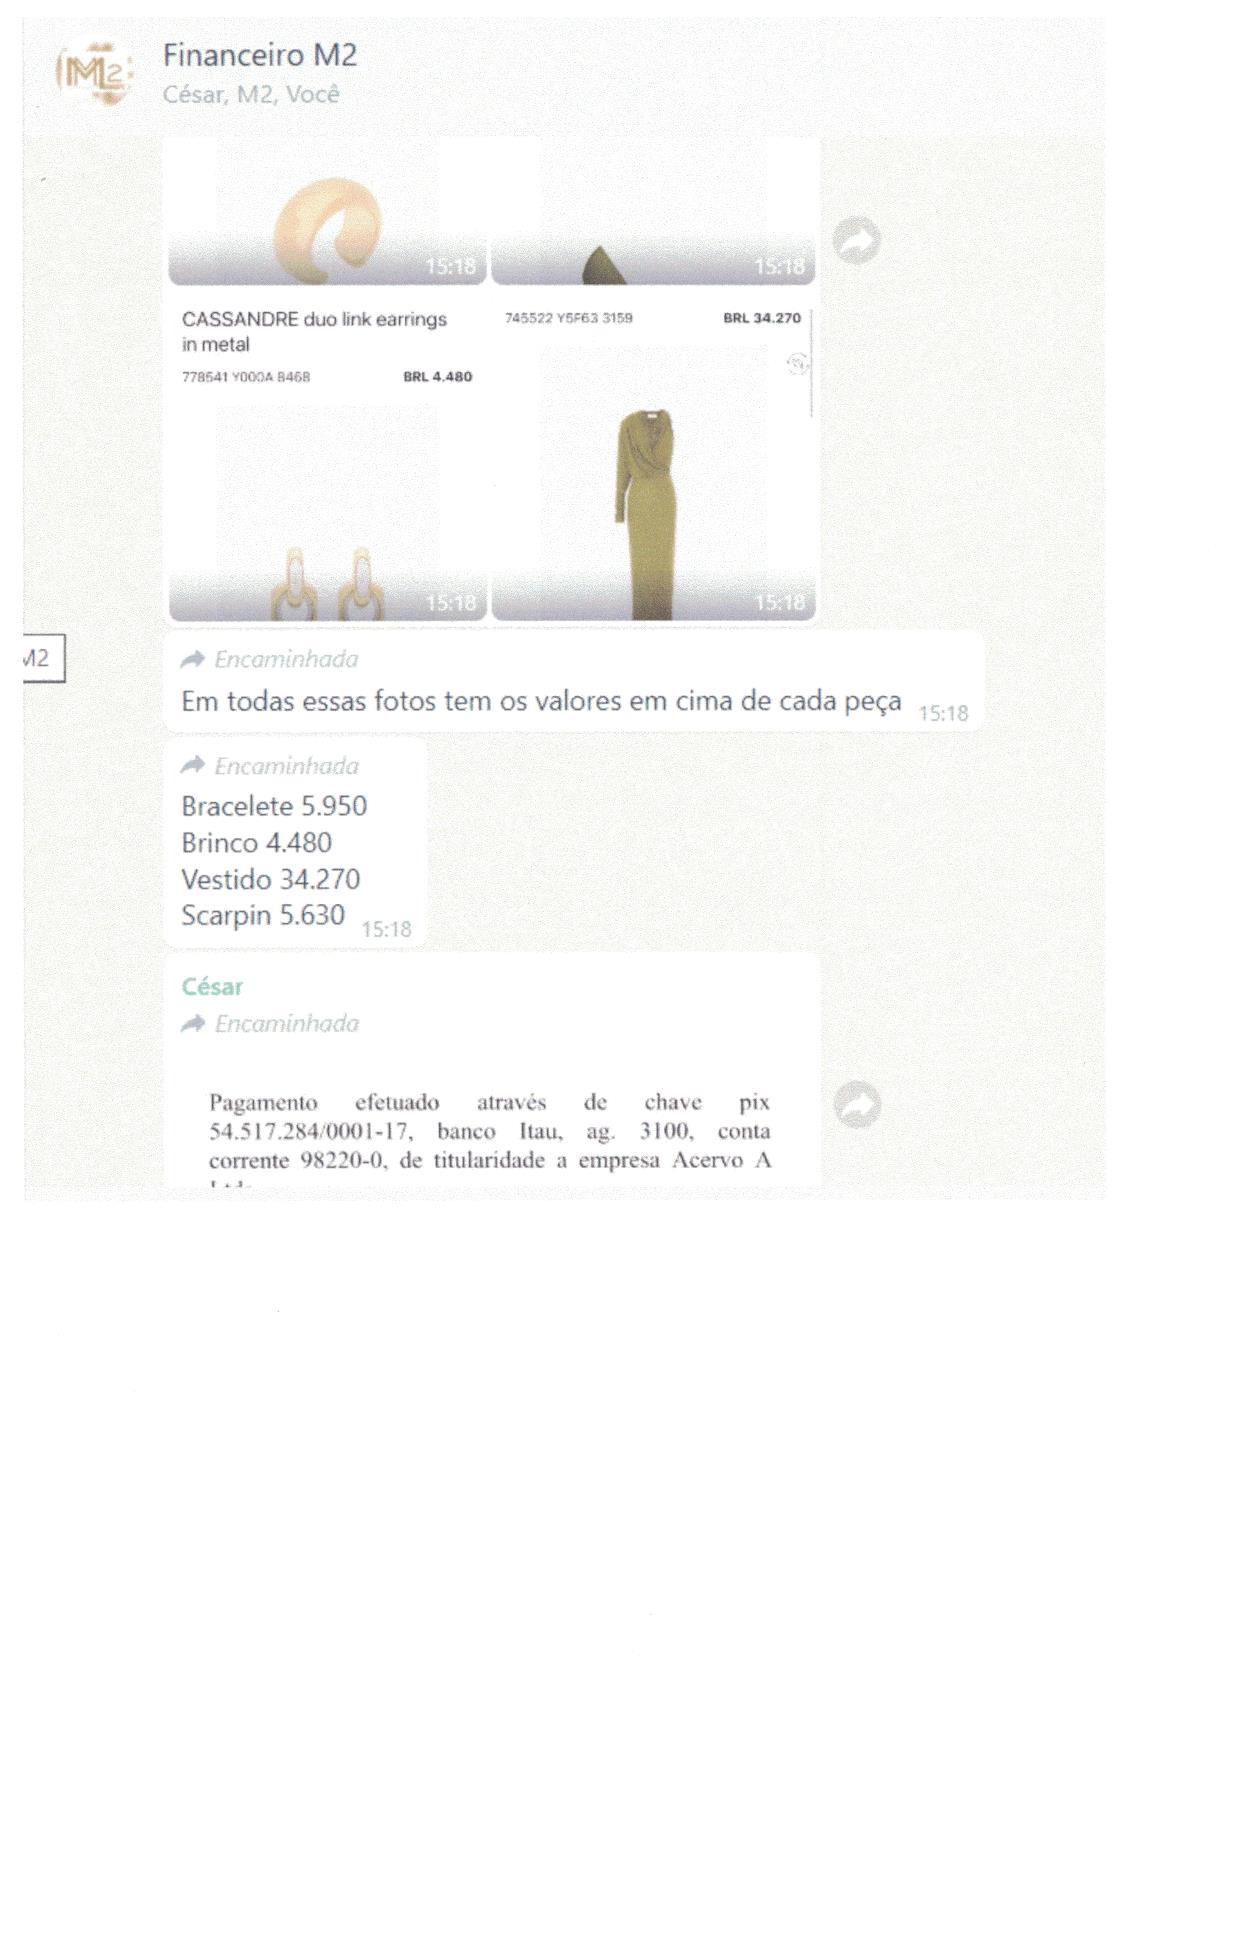 Financeiro M2
César, M2, Você
15:18
15:18
CASSANDRE duo link earrings
in metal
778541 Y000A 8468
BRL 4.480
745522 Y5F63 3159
BRL 34.270
15:18
15:18
M2
Encaminhada
Em todas essas fotos tem os valores em cima de cada peça
15:18
Encaminhada
Bracelete 5.950
Brinco 4.480
Vestido 34.270
Scarpin 5.630
15:18
César
Encaminhada
Pagamento efetuado através de chave pix
54.517.284/0001-17, banco Itau, ag. 3100, conta
corrente 98220-0, de titularidade a empresa Acervo A